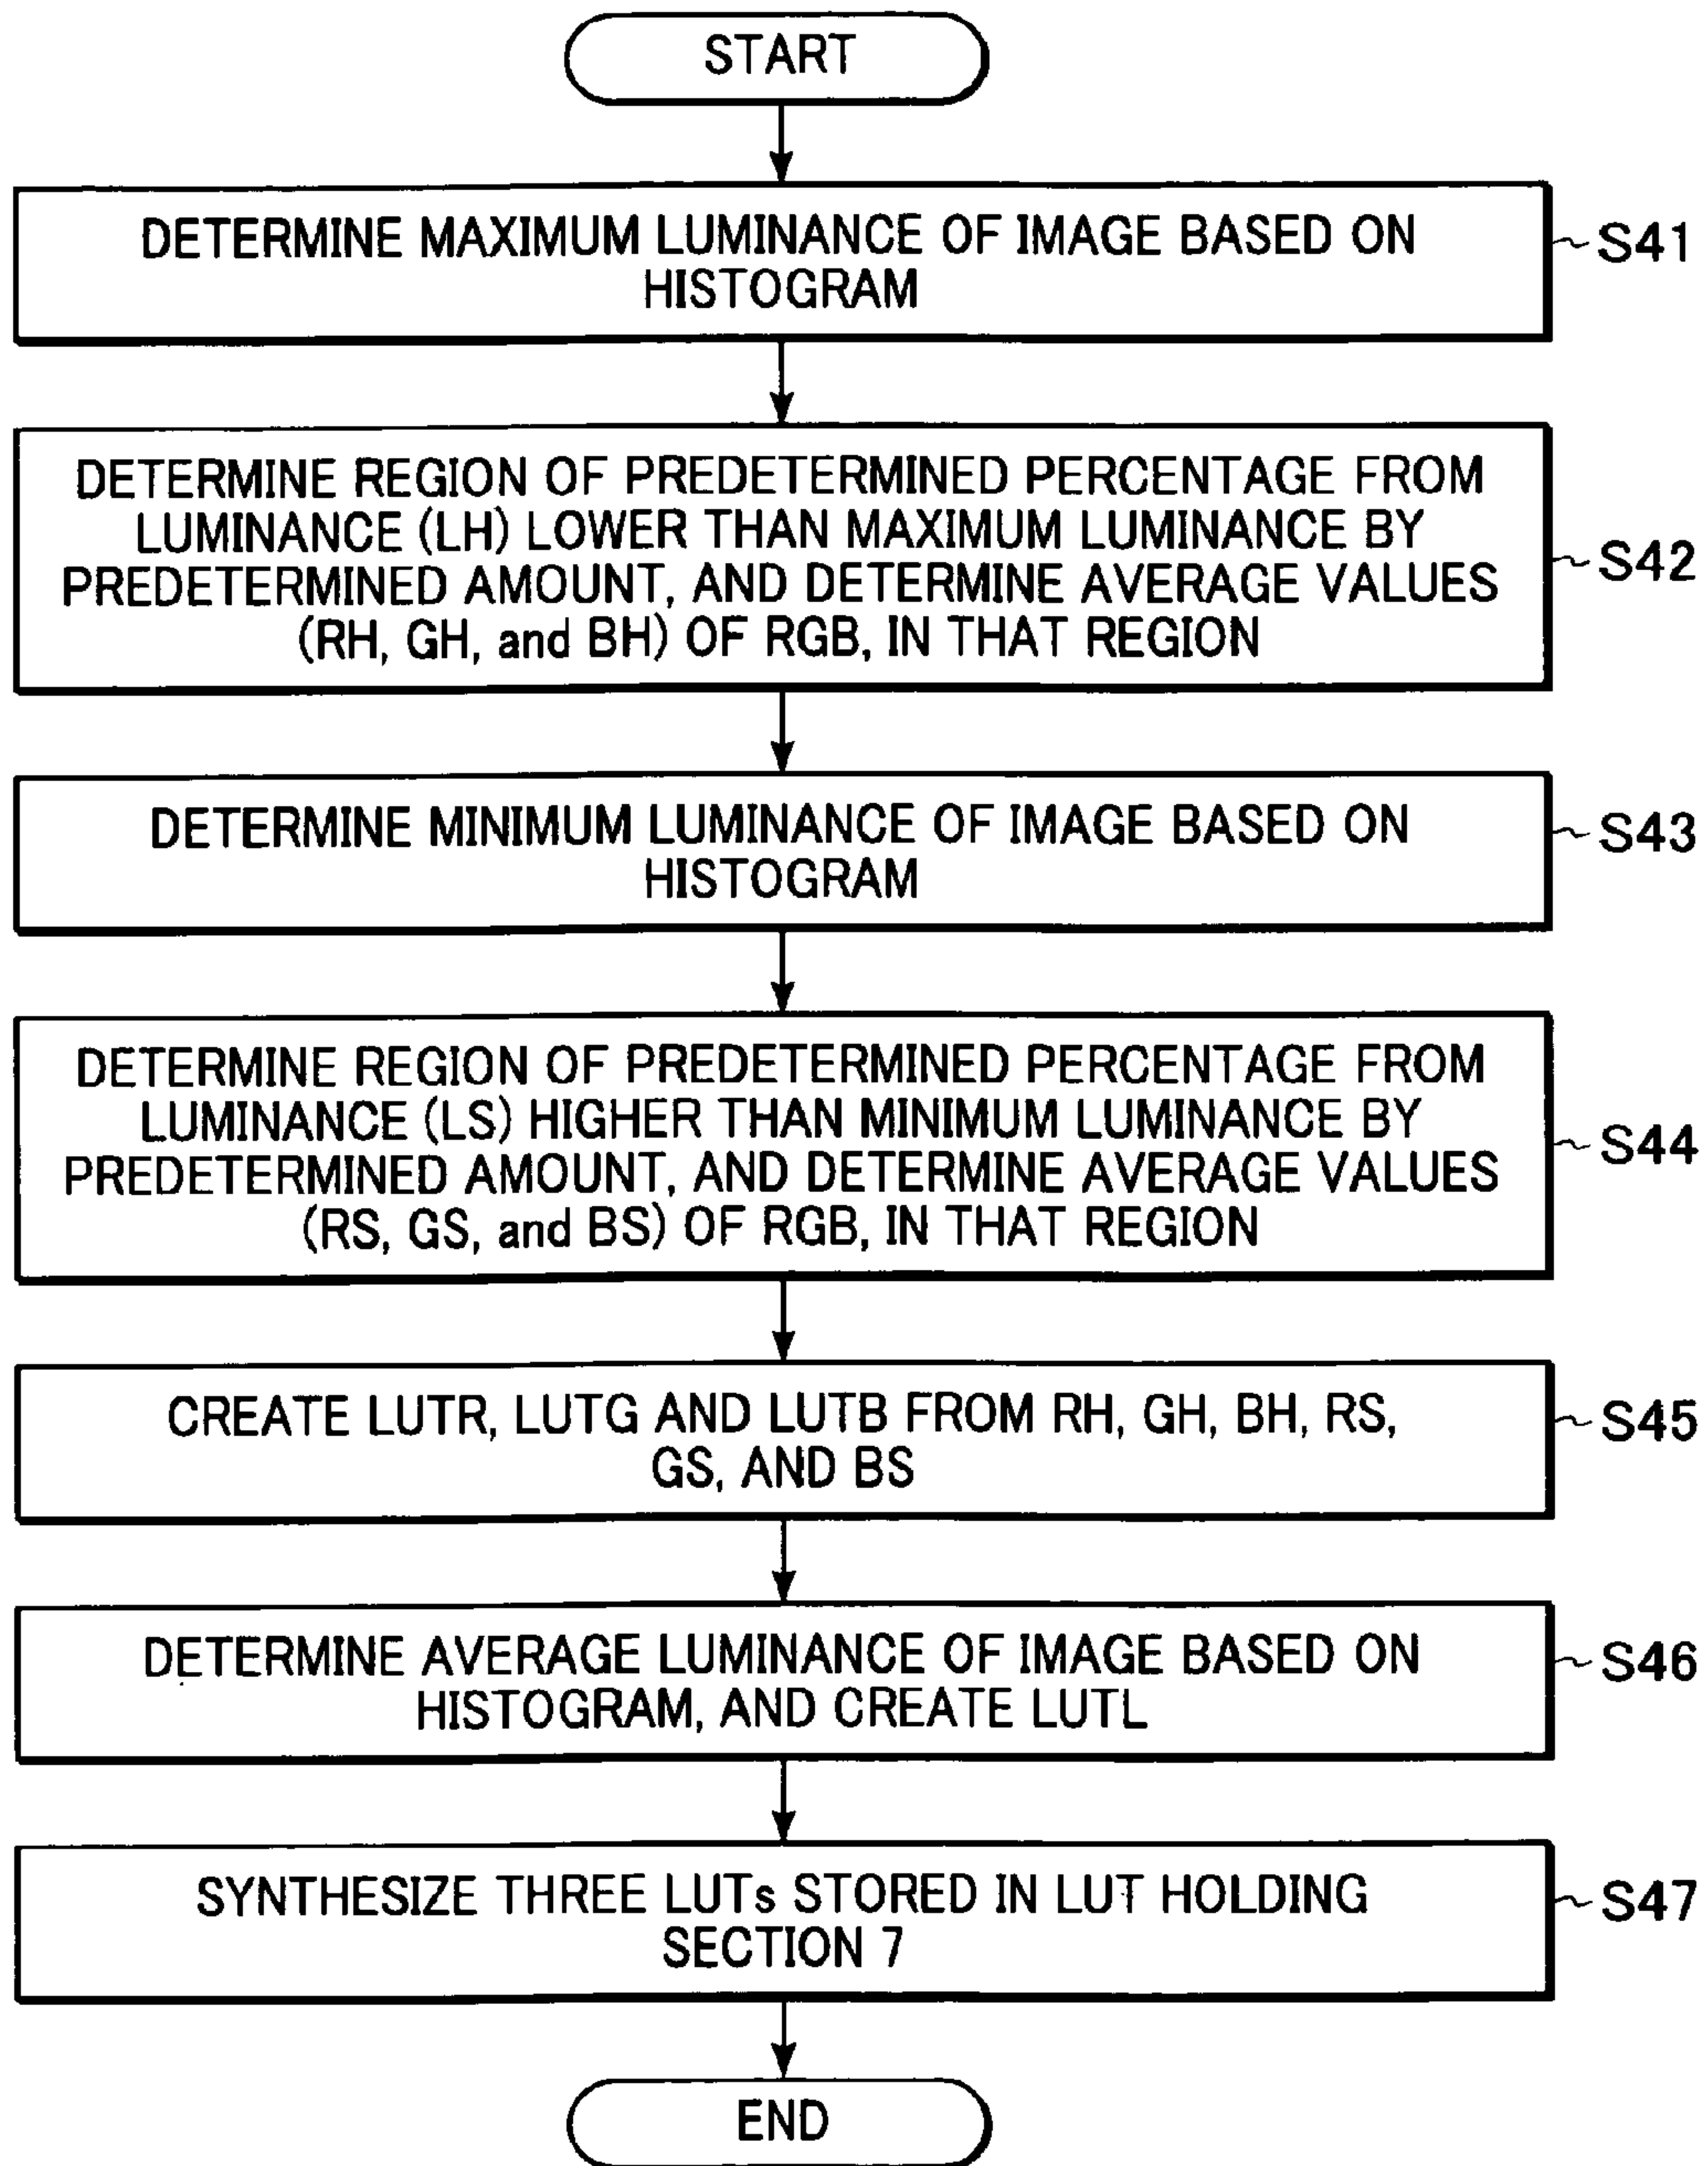 START
DETERMINE MAXIMUM LUMINANCE OF IMAGE BASED ON
HISTOGRAM
S41
DETERMINE REGION OF PREDETERMINED PERCENTAGE FROM
LUMINANCE (LH) LOWER THAN MAXIMUM LUMINANCE BY
PREDETERMINED AMOUNT, AND DETERMINE AVERAGE VALUES
(RH, GH, and BH) OF RGB, IN THAT REGION
S42
DETERMINE MINIMUM LUMINANCE OF IMAGE BASED ON
HISTOGRAM
S43
DETERMINE REGION OF PREDETERMINED PERCENTAGE FROM
LUMINANCE (LS) HIGHER THAN MINIMUM LUMINANCE BY
PREDETERMINED AMOUNT, AND DETERMINE AVERAGE VALUES
(RS, GS, and BS) OF RGB, IN THAT REGION
S44
CREATE LUTR, LUTG AND LUTB FROM RH, GH, BH, RS,
GS, AND BS
S45
DETERMINE AVERAGE LUMINANCE OF IMAGE BASED ON
HISTOGRAM, AND CREATE LUTL
S46
SYNTHESIZE THREE LUTs STORED IN LUT HOLDING
SECTION 7
S47
END